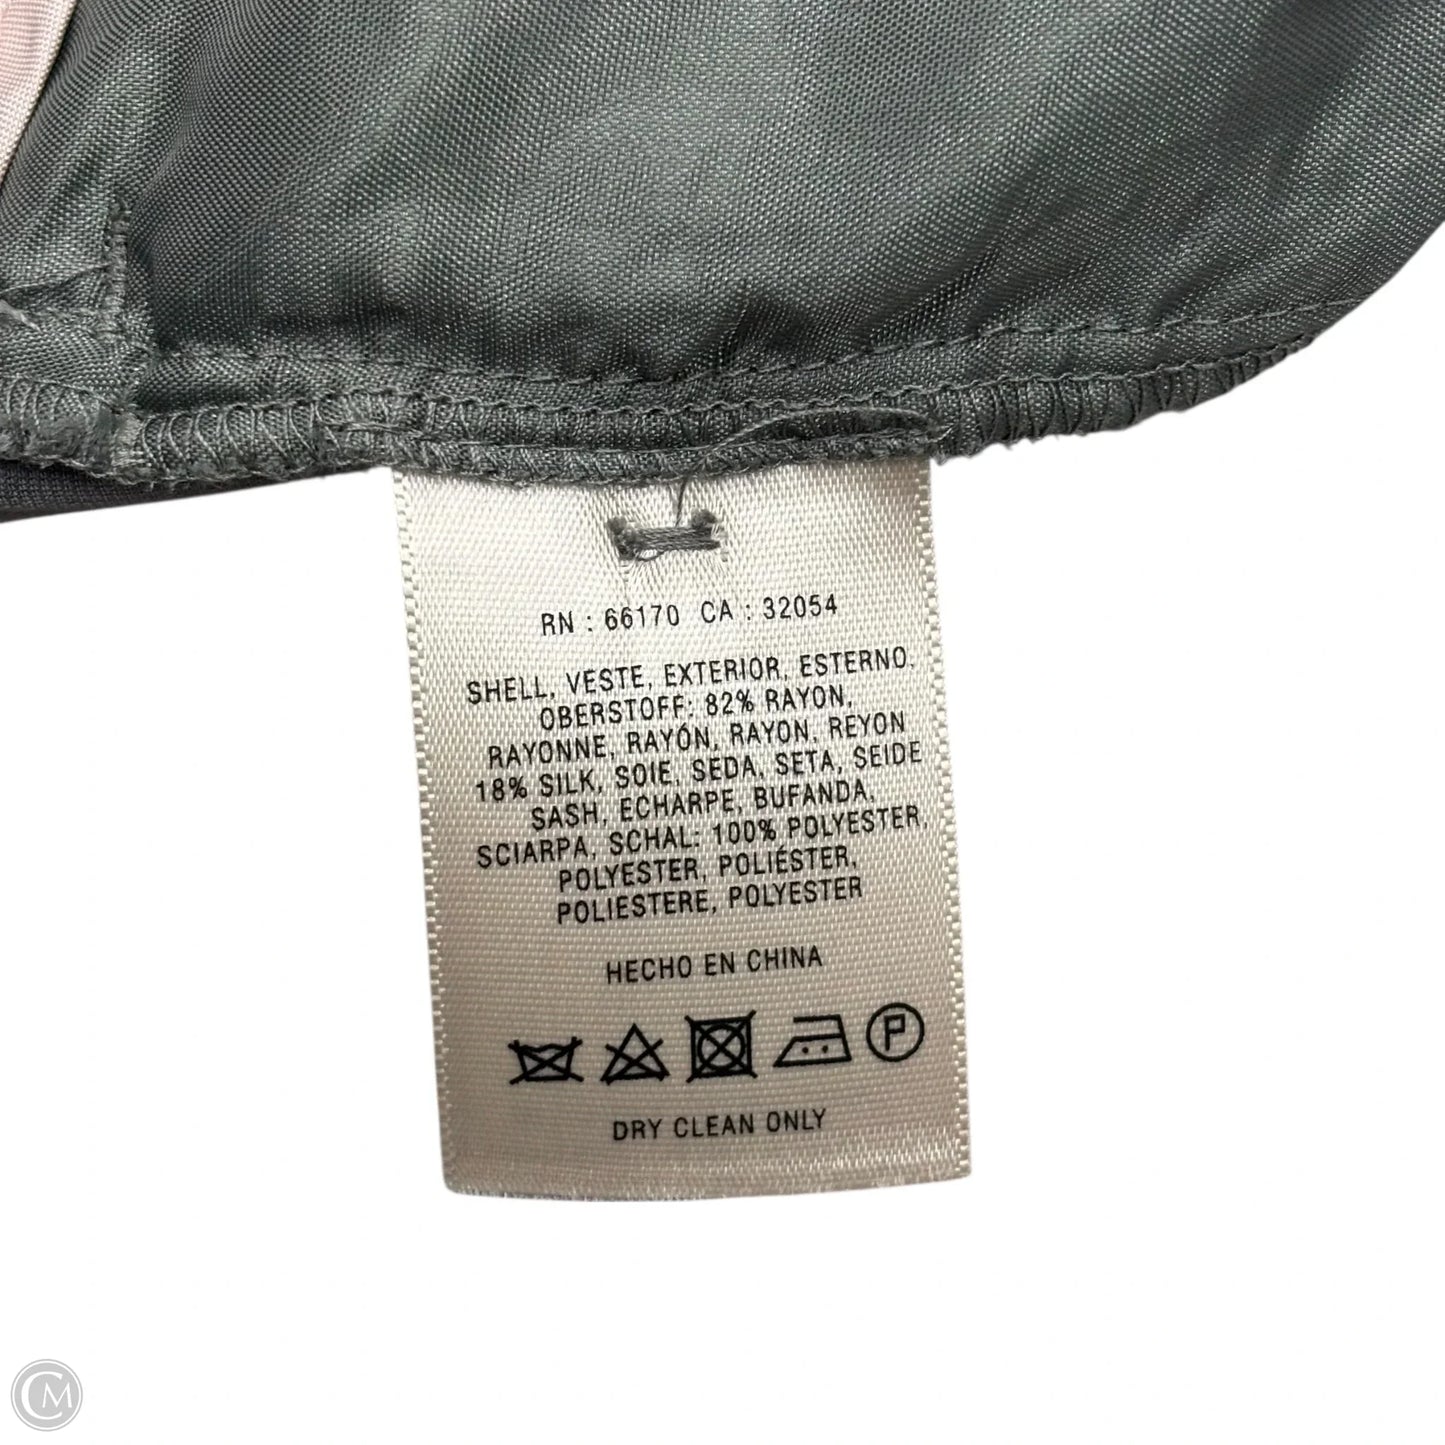 RN : 66170 CA : 32054
SHELL, VESTE, EXTERIOR, ESTERNO,
OBERSTOFF: 82% RAYON,
RAYONNE, RAYÓN, RAYON, REYON
18% SILK, SOIE, SEDA, SETA, SEIDE
SASH, ECHARPE, BUFANDA,
SCIARPA, SCHAL: 100% POLYESTER,
POLYESTER, POLIÉSTER,
POLIESTERE, POLYESTER
HECHO EN CHINA
P
DRY CLEAN ONLY
CM